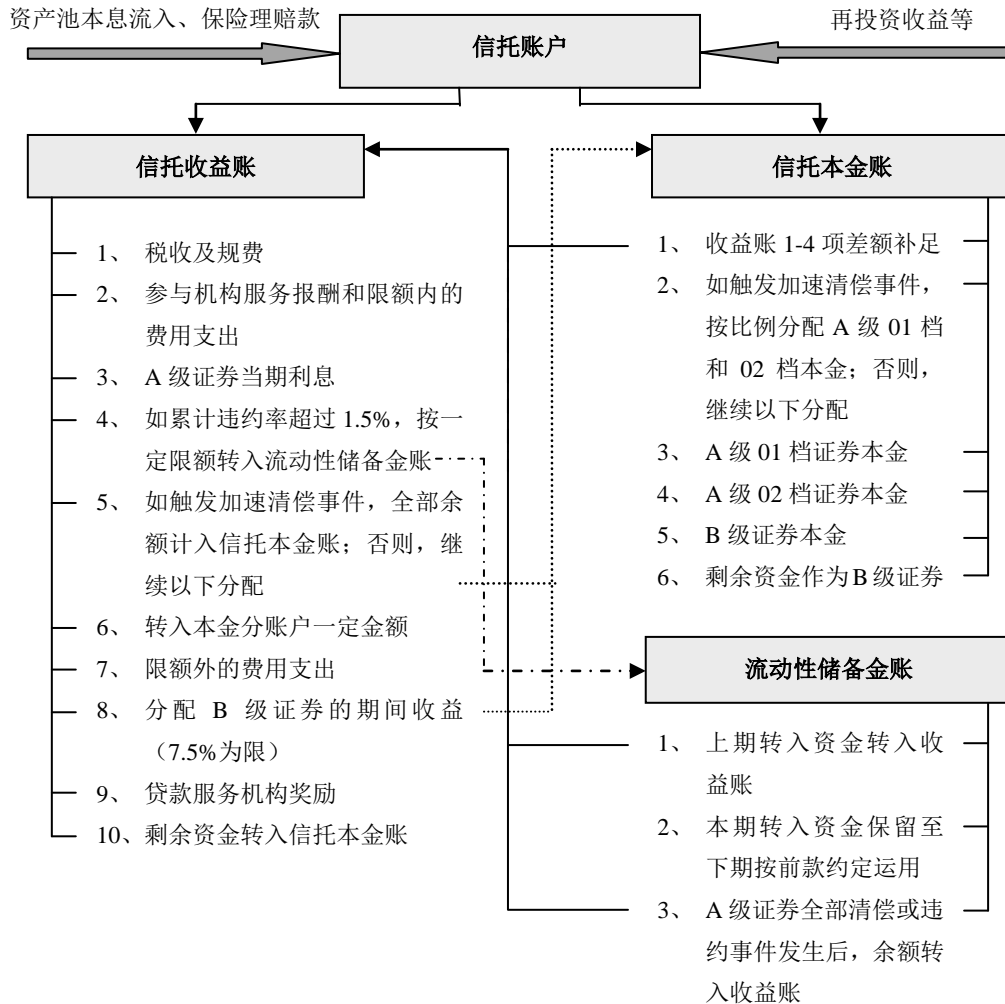 资产池本息流入、保险理赔款
信托账户
再投资收益等
信托收益账
1、 税收及规费
2、 参与机构服务报酬和限额内的
费用支出
3、 A 级证券当期利息
4、 如累计违约率超过 1.5%，按一
定限额转入流动性储备金账
5、 如触发加速清偿事件，全部余
额计入信托本金账；否则，继
续以下分配
6、 转入本金分账户一定金额
7、 限额外的费用支出
8、 分配 B 级证券的期间收益
（7.5%为限）
9、 贷款服务机构奖励
10、剩余资金转入信托本金账
信托本金账
1、 收益账 1-4 项差额补足
2、 如触发加速清偿事件，
按比例分配 A 级 01 档
和 02 档本金；否则，
继续以下分配
3、 A 级 01 档证券本金
4、 A 级 02 档证券本金
5、 B 级证券本金
6、 剩余资金作为 B 级证券
流动性储备金账
1、 上期转入资金转入收
益账
2、 本期转入资金保留至
下期按前款约定运用
3、 A 级证券全部清偿或违
约事件发生后，余额转
入收益账